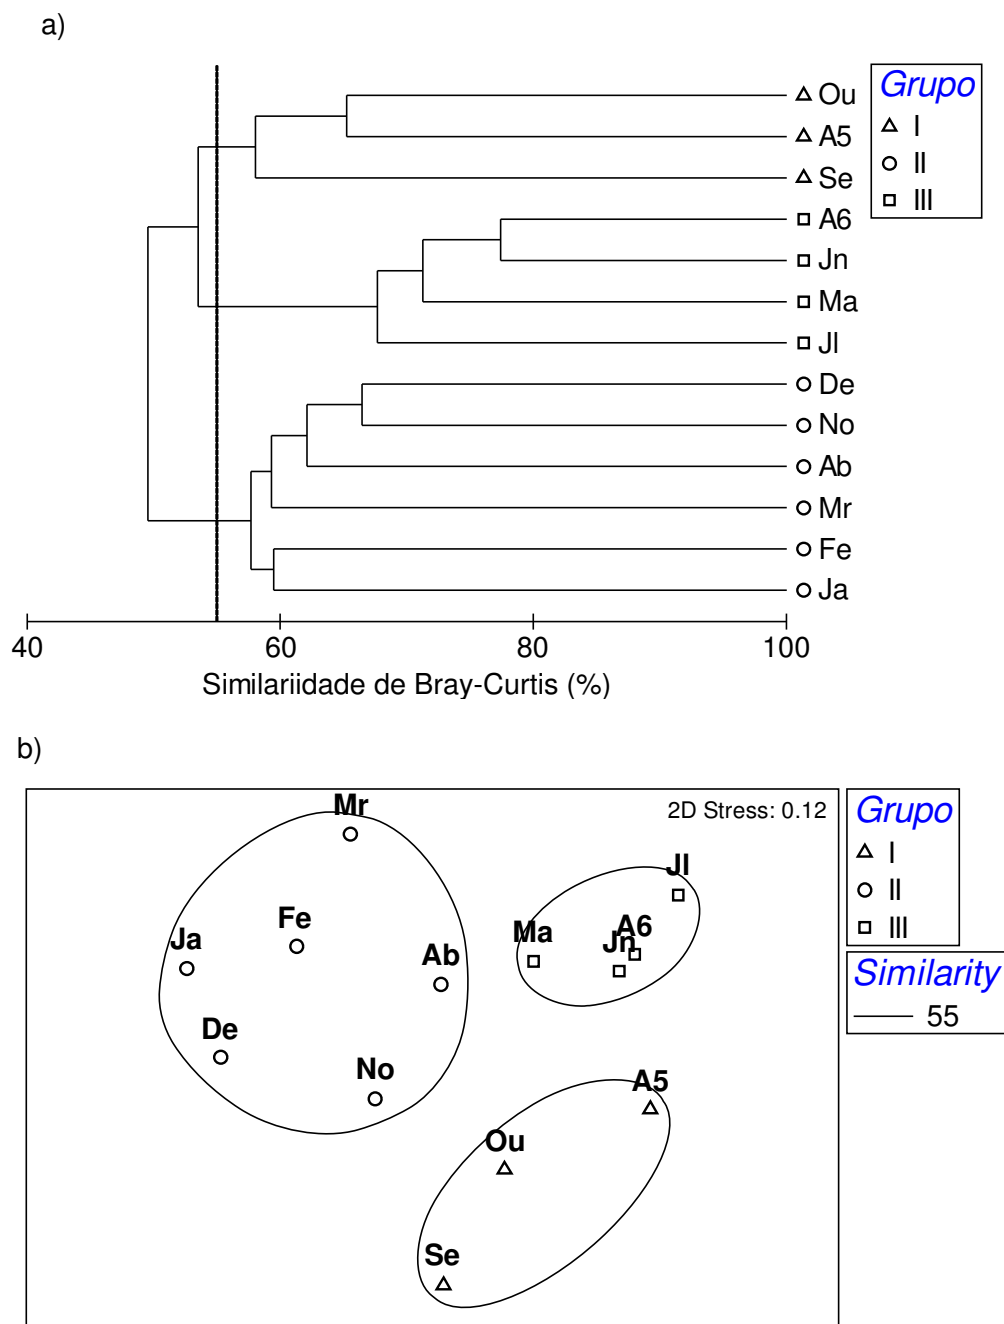 a)
Grupo
I
II
III
Ou
A5
Se
A6
Jn
Ma
Jl
De
No
Ab
Mr
Fe
Ja
40 60 80 100
Similariidade de Bray-Curtis (%)
b)
2D Stress: 0.12
Mr
Jl
Fe
Ja
Ma
A6
Jn
Ab
De
No
A5
Ou
Se
Grupo
I
II
III
Similarity
55